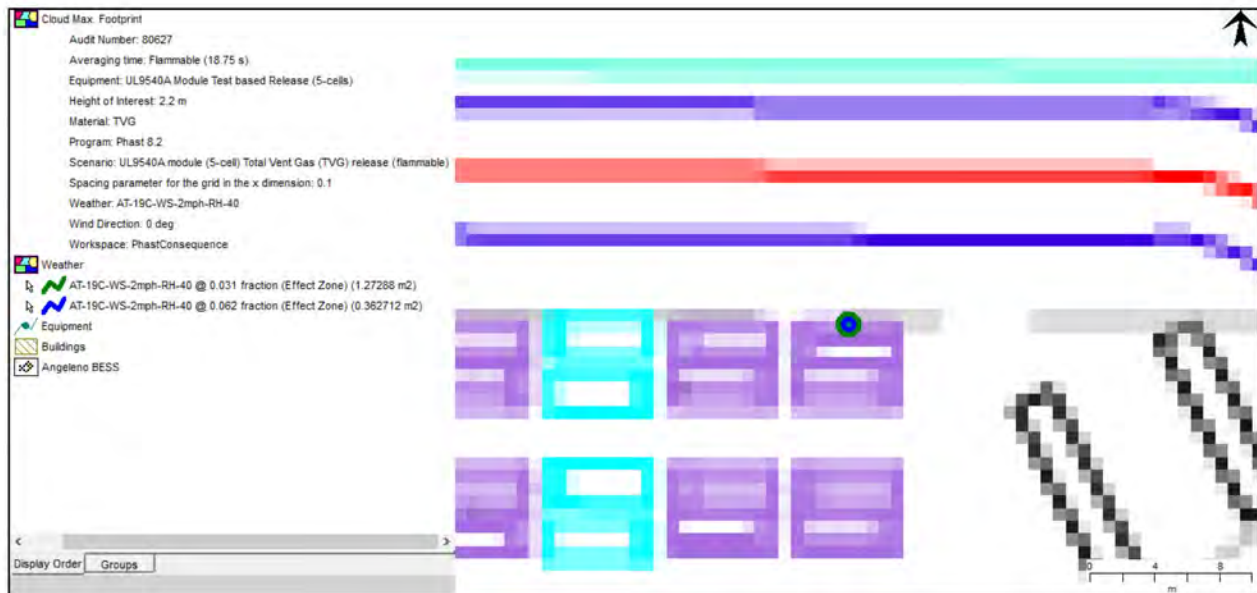 Cloud Max. Footprint
Audit Number: 80627
Averaging time: Flammable (18.75 s)
Equipment: UL9540A Module Test based Release (5-cells)
Height of Interest: 2.2 m
Material: TVG
Program: Phast 8.2
Scenario: UL9540A module (5-cell) Total Vent Gas (TVG) release (flammable)
Spacing parameter for the grid in the x dimension: 0.1
Weather: AT-19C-WS-2mph-RH-40
Wind Direction: 0 deg
Workspace: PhastConsequence
Weather
AT-19C-WS-2mph-RH-40 @ 0.031 fraction (Effect Zone) (1.27288 m2)
AT-19C-WS-2mph-RH-40 @ 0.062 fraction (Effect Zone) (0.362712 m2)
Equipment
Buildings
Angeleno BESS
Display Order Groups
0 4 8
m